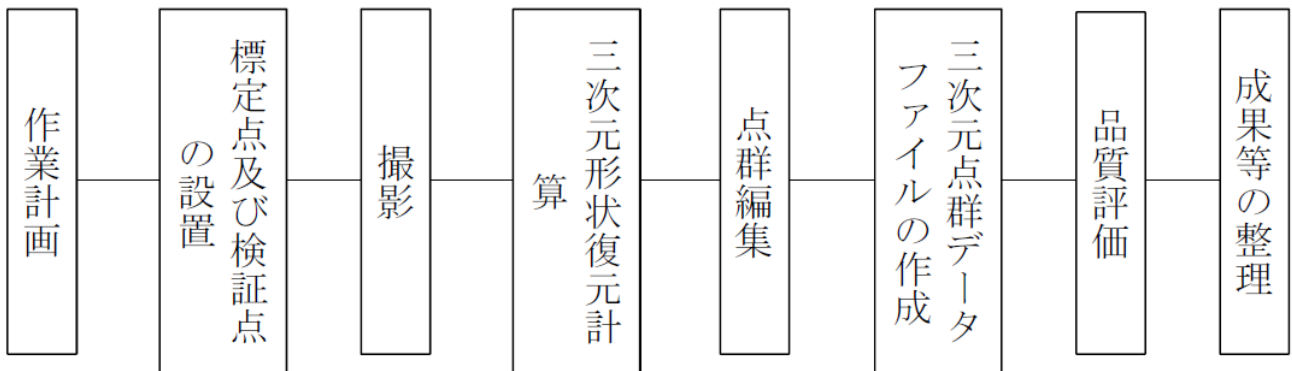 作業計画
標定点及び検証点
の設置
撮影
三次元形状復元計
算
点群編集
三次元点群データ
ファイルの作成
品質評価
成果等の整理